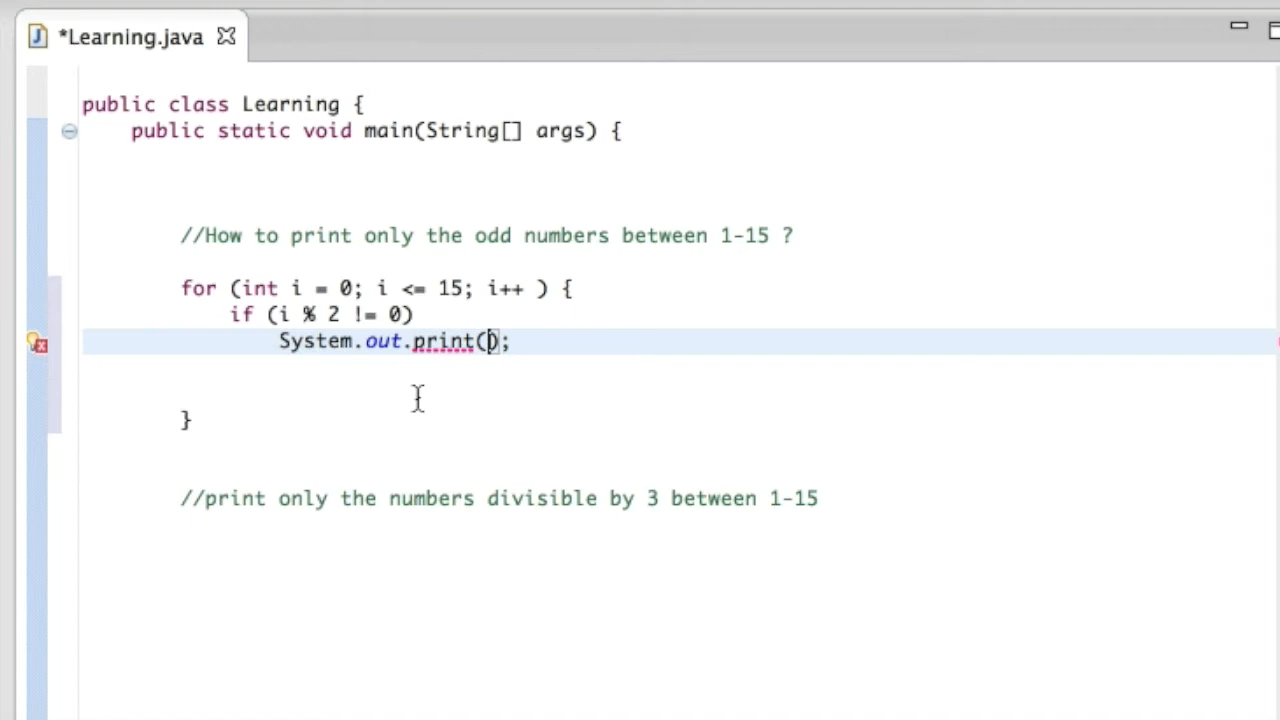 *Learning.java
public class Learning {
public static void main(String[] args) {
//How to print only the odd numbers between 1-15 ?
for (int i = 0; i <= 15; i++ ) {
if (i % 2 != 0)
System.out.print();
}
//print only the numbers divisible by 3 between 1-15